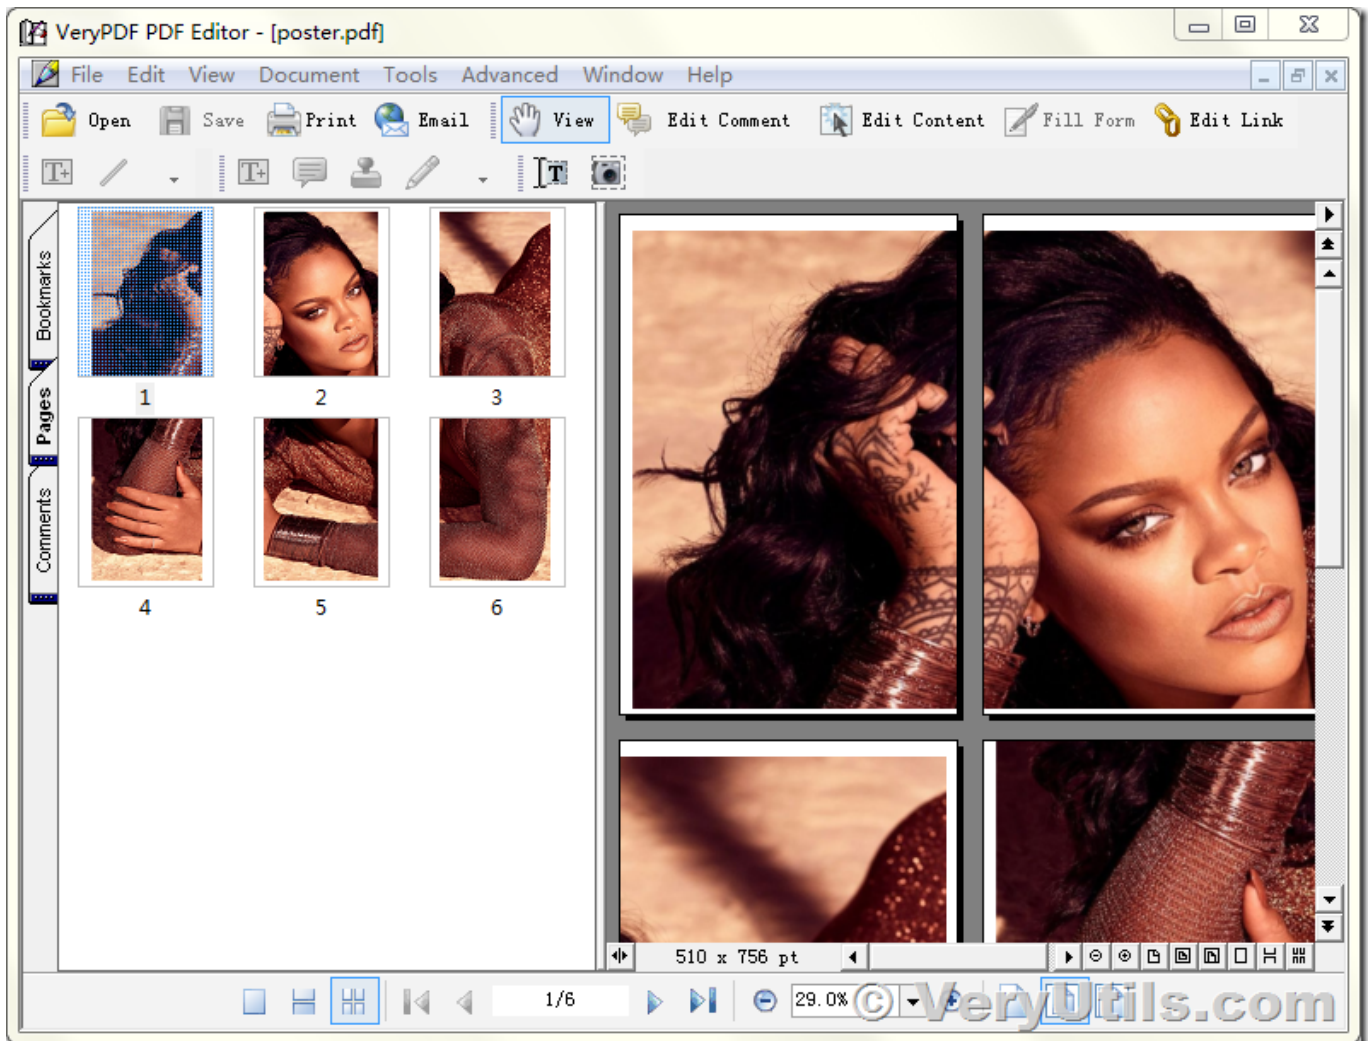 VeryPDF PDF Editor - [poster.pdf]
File Edit View Document Tools Advanced Window Help
Open Save Print Email View Edit Comment Edit Content Fill Form Edit Link
Bookmarks
Pages
Comments
1 2 3
4 5 6
510 x 756 pt
1/6 29.0%
© VeryUtils.com